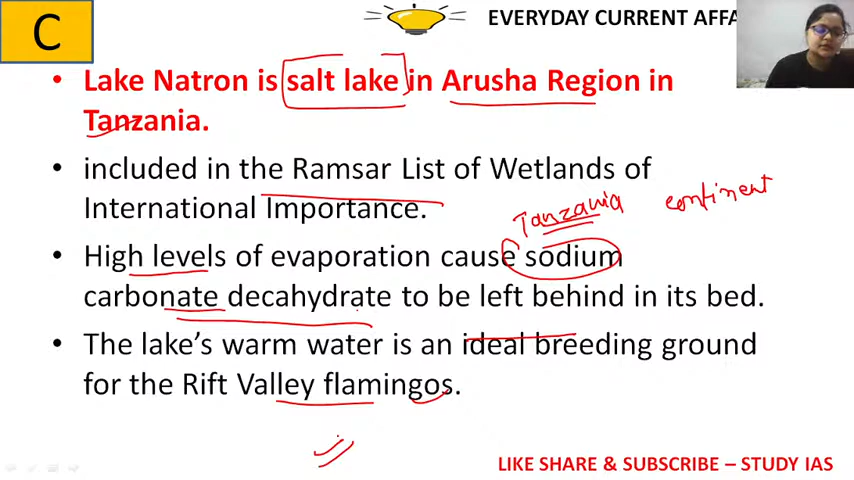 C
EVERYDAY CURRENT AFFA
• Lake Natron is salt lake in Arusha Region in
Tanzania.
• included in the Ramsar List of Wetlands of
International Importance.
Tanzania continent
• High levels of evaporation cause sodium
carbonate decahydrate to be left behind in its bed.
• The lake's warm water is an ideal breeding ground
for the Rift Valley flamingos.
LIKE SHARE & SUBSCRIBE – STUDY IAS